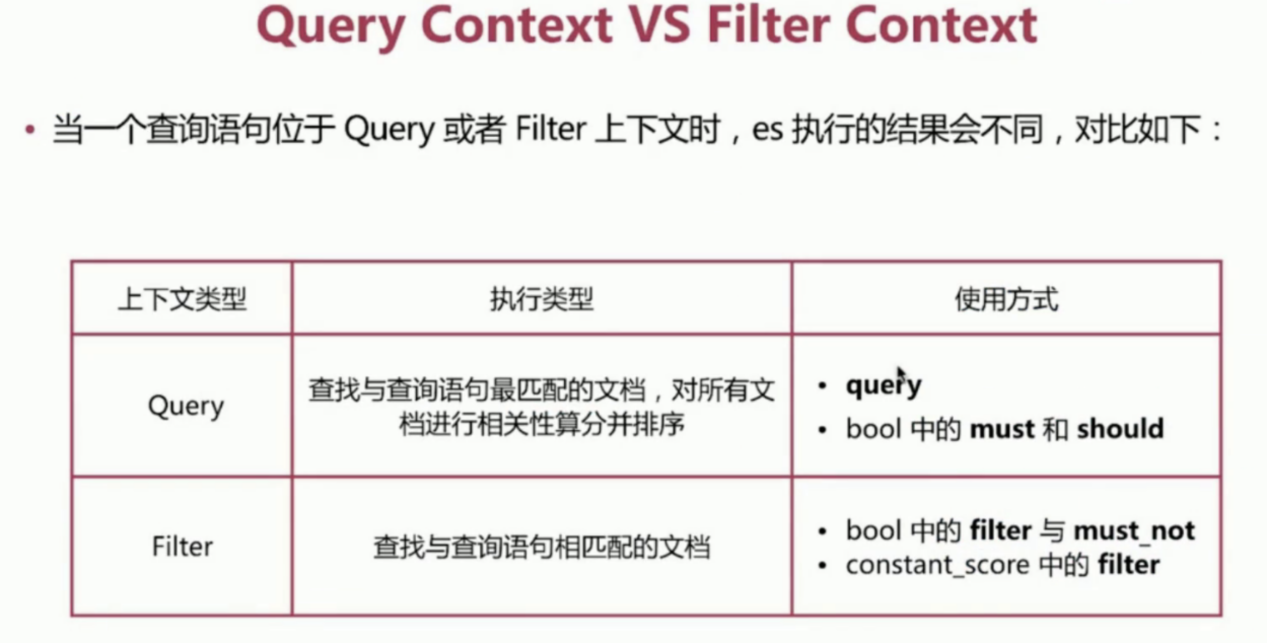 Query Context VS Filter Context
• 当一个查询语句位于 Query 或者 Filter 上下文时，es 执行的结果会不同，对比如下：
上下文类型
执行类型
使用方式
Query
查找与查询语句最匹配的文档，对所有文
档进行相关性算分并排序
• query
• bool 中的 must 和 should
Filter
查找与查询语句相匹配的文档
• bool 中的 filter 与 must_not
• constant_score 中的 filter